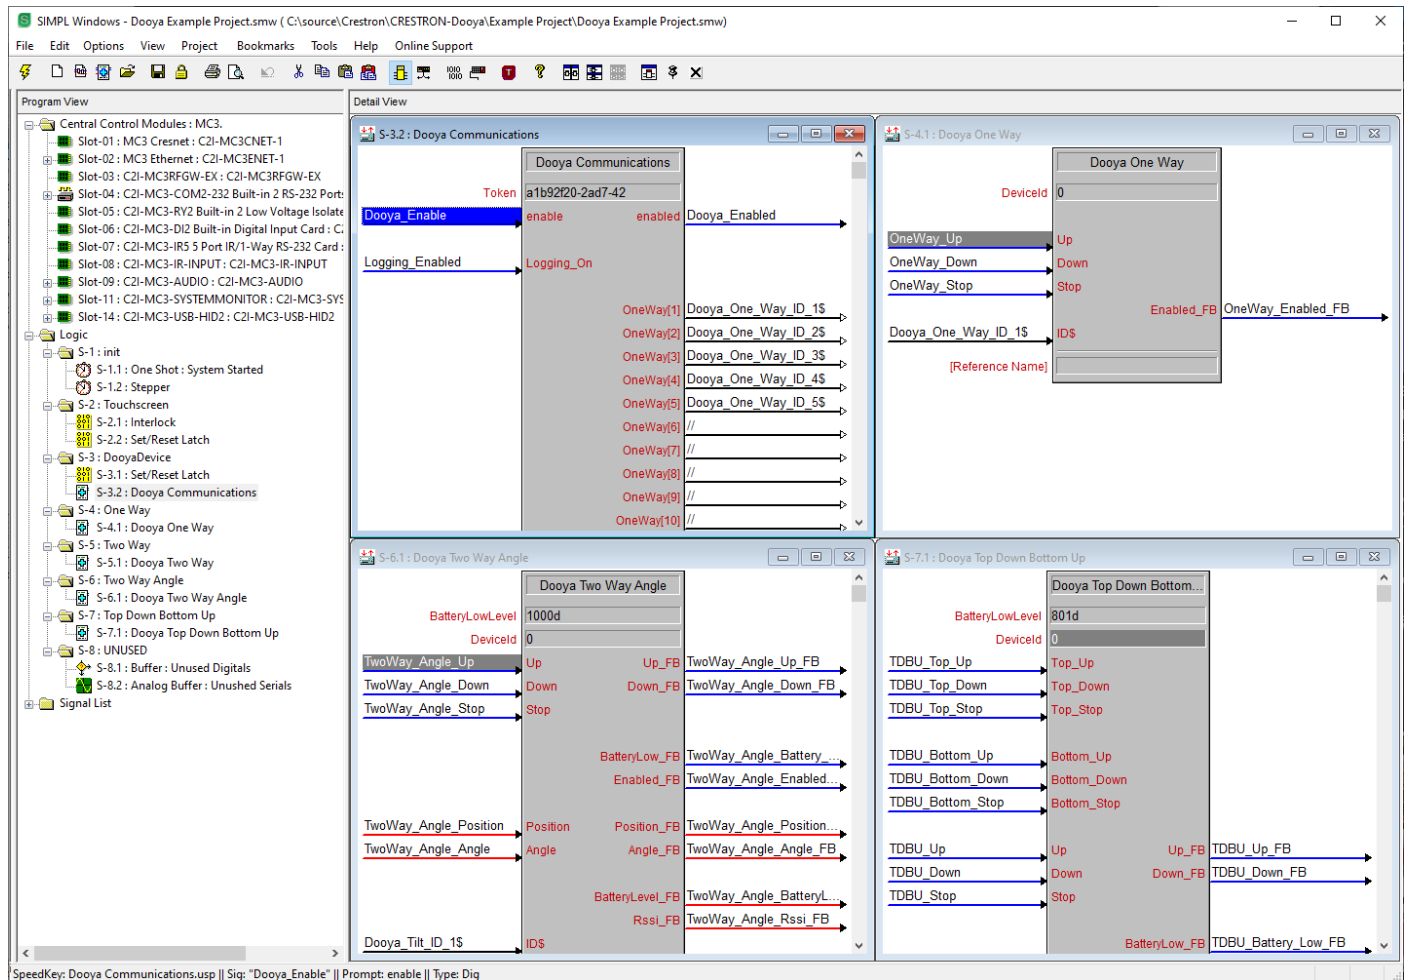 SIMPL Windows - Dooya Example Project.smw ( C:\source\Crestron\CRESTRON-Dooya\Example Project\Dooya Example Project.smw)
File Edit Options View Project Bookmarks Tools Help Online Support
Program View
Central Control Modules : MC3.
Slot-01 : MC3 Cresnet : C2I-MC3CNET-1
Slot-02 : MC3 Ethernet : C2I-MC3ENET-1
Slot-03 : C2I-MC3RFGW-EX : C2I-MC3RFGW-EX
Slot-04 : C2I-MC3-COM2-232 Built-in 2 RS-232 Ports
Slot-05 : C2I-MC3-RY2 Built-in 2 Low Voltage Isolate
Slot-06 : C2I-MC3-DI2 Built-in Digital Input Card : C
Slot-07 : C2I-MC3-IR5 5 Port IR/1-Way RS-232 Card :
Slot-08 : C2I-MC3-IR-INPUT : C2I-MC3-IR-INPUT
Slot-09 : C2I-MC3-AUDIO : C2I-MC3-AUDIO
Slot-11 : C2I-MC3-SYSTEMMONITOR : C2I-MC3-SYS
Slot-14 : C2I-MC3-USB-HID2 : C2I-MC3-USB-HID2
Logic
S-1 : init
S-1.1 : One Shot : System Started
S-1.2 : Stepper
S-2 : Touchscreen
S-2.1 : Interlock
S-2.2 : Set/Reset Latch
S-3 : DooyaDevice
S-3.1 : Set/Reset Latch
S-3.2 : Dooya Communications
S-4 : One Way
S-4.1 : Dooya One Way
S-5 : Two Way
S-5.1 : Dooya Two Way
S-6 : Two Way Angle
S-6.1 : Dooya Two Way Angle
S-7 : Top Down Bottom Up
S-7.1 : Dooya Top Down Bottom Up
S-8 : UNUSED
S-8.1 : Buffer : Unused Digitals
S-8.2 : Analog Buffer : Unushed Serials
Signal List
Detail View
S-3.2 : Dooya Communications
Dooya Communications
Token a1b92f20-2ad7-42
Dooya_Enable enable enabled Dooya_Enabled
Logging_Enabled Logging_On
OneWay[1] Dooya_One_Way_ID_1$
OneWay[2] Dooya_One_Way_ID_2$
OneWay[3] Dooya_One_Way_ID_3$
OneWay[4] Dooya_One_Way_ID_4$
OneWay[5] Dooya_One_Way_ID_5$
OneWay[6] //
OneWay[7] //
OneWay[8] //
OneWay[9] //
OneWay[10] //
S-4.1 : Dooya One Way
Dooya One Way
DeviceId 0
OneWay_Up Up
OneWay_Down Down
OneWay_Stop Stop
Enabled_FB OneWay_Enabled_FB
Dooya_One_Way_ID_1$ ID$
[Reference Name]
S-6.1 : Dooya Two Way Angle
Dooya Two Way Angle
BatteryLowLevel 1000d
DeviceId 0
TwoWay_Angle_Up Up Up_FB TwoWay_Angle_Up_FB
TwoWay_Angle_Down Down Down_FB TwoWay_Angle_Down_FB
TwoWay_Angle_Stop Stop
BatteryLow_FB TwoWay_Angle_Battery_...
Enabled_FB TwoWay_Angle_Enabled...
TwoWay_Angle_Position Position Position_FB TwoWay_Angle_Position...
TwoWay_Angle_Angle Angle Angle_FB TwoWay_Angle_Angle_FB
BatteryLevel_FB TwoWay_Angle_BatteryL...
Rssi_FB TwoWay_Angle_Rssi_FB
Dooya_Tilt_ID_1$ ID$
S-7.1 : Dooya Top Down Bottom Up
Dooya Top Down Bottom...
BatteryLowLevel 801d
DeviceId 0
TDBU_Top_Up Top_Up
TDBU_Top_Down Top_Down
TDBU_Top_Stop Top_Stop
TDBU_Bottom_Up Bottom_Up
TDBU_Bottom_Down Bottom_Down
TDBU_Bottom_Stop Bottom_Stop
TDBU_Up Up Up_FB TDBU_Up_FB
TDBU_Down Down Down_FB TDBU_Down_FB
TDBU_Stop Stop
BatteryLow_FB TDBU_Battery_Low_FB
SpeedKey: Dooya Communications.usp || Sig: "Dooya_Enable" || Prompt: enable || Type: Dig